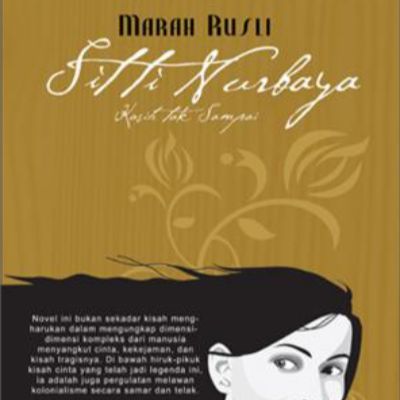 MARAH RUSLI
Sitti Nurbaya
Kasih tak Sampai
Novel ini bukan sekadar kisah meng-
harukan dalam mengungkap dimensi-
dimensi kompleks dari manusia
menyangkut cinta, kekejaman, dan
kisah tragisnya. Di bawah hiruk-pikuk
kisah cinta yang telah jadi legenda ini,
ia adalah juga pergulatan melawan
kolonialisme secara samar dan telak.